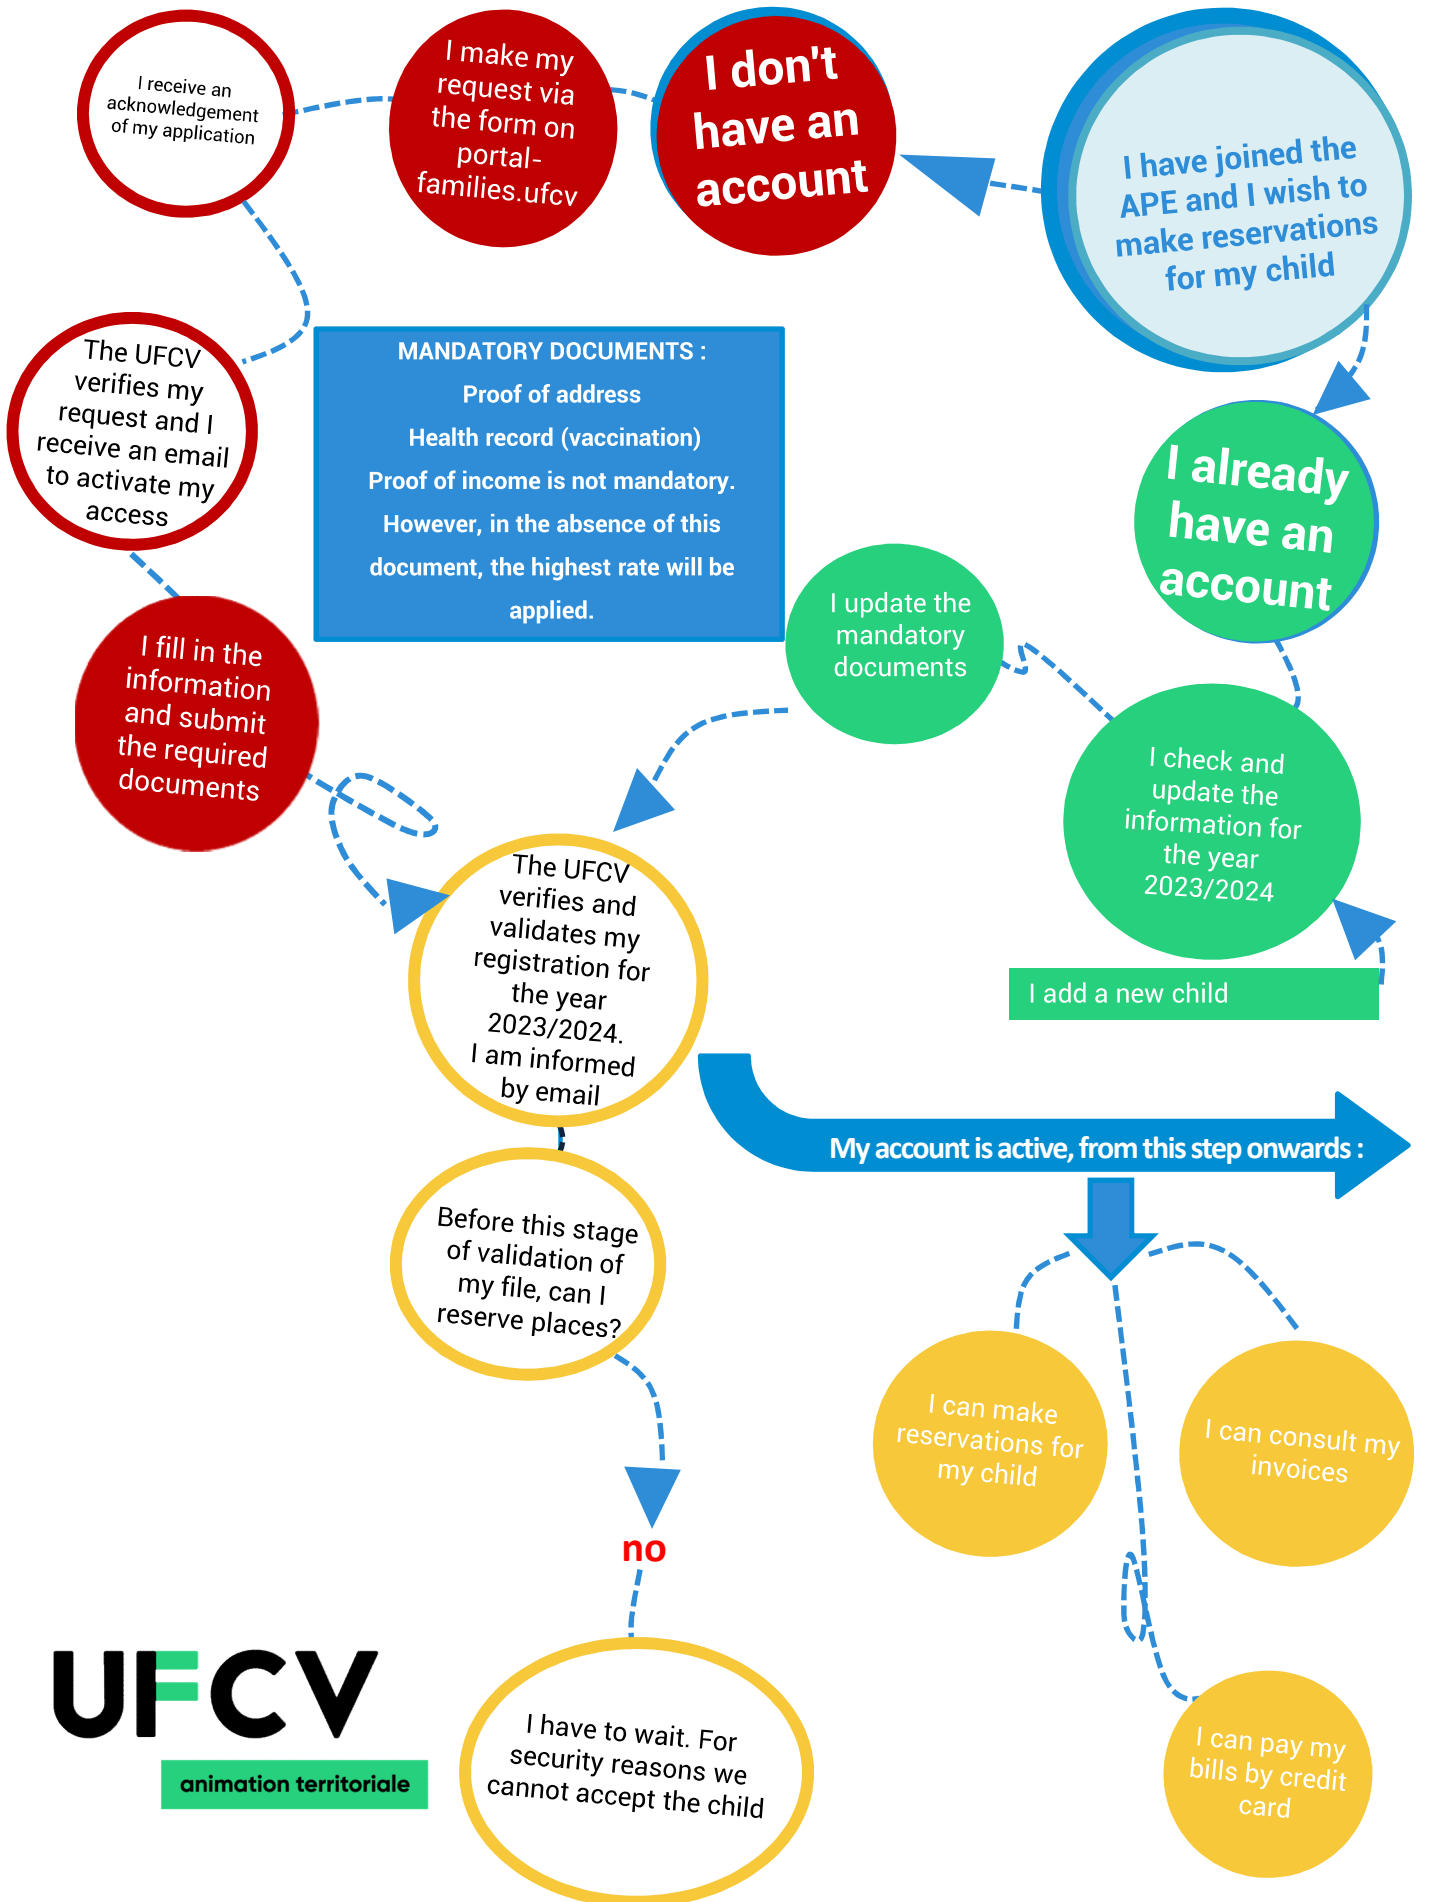 I have joined the
APE and I wish to
make reservations
for my child
I don't
have an
account
I make my
request via
the form on
portal-
families.ufcv
I receive an
acknowledgement
of my application
The UFCV
verifies my
request and I
receive an email
to activate my
access
I fill in the
information
and submit
the required
documents
MANDATORY DOCUMENTS :
Proof of address
Health record (vaccination)
Proof of income is not mandatory.
However, in the absence of this
document, the highest rate will be
applied.
I already
have an
account
I check and
update the
information for
the year
2023/2024
I add a new child
I update the
mandatory
documents
The UFCV
verifies and
validates my
registration for
the year
2023/2024.
I am informed
by email
My account is active, from this step onwards :
I can make
reservations for
my child
I can consult my
invoices
I can pay my
bills by credit
card
Before this stage
of validation of
my file, can I
reserve places?
no
I have to wait. For
security reasons we
cannot accept the child
UFCV
animation territoriale